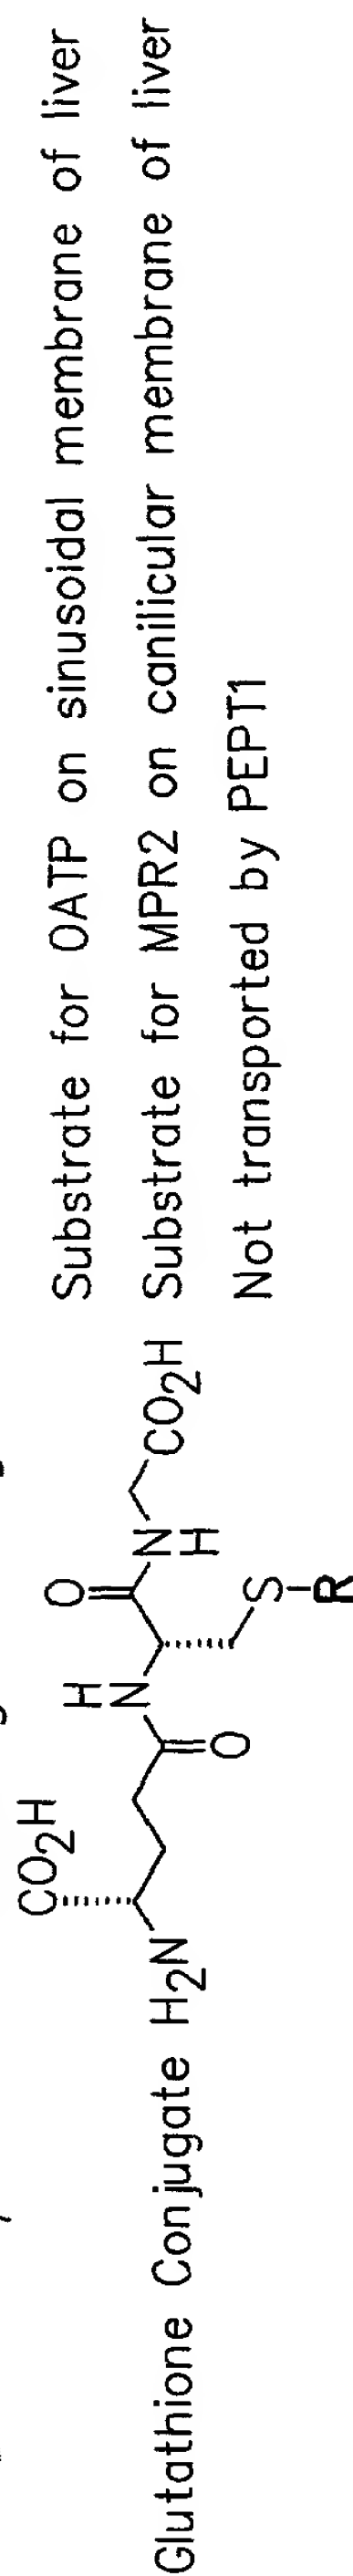 Substrate for OATP on sinusoidal membrane of liver
Glutathione Conjugate H2N CO2H O H N O N H S-R CO2H Substrate for MPR2 on canilicular membrane of liver
Not transported by PEPT1